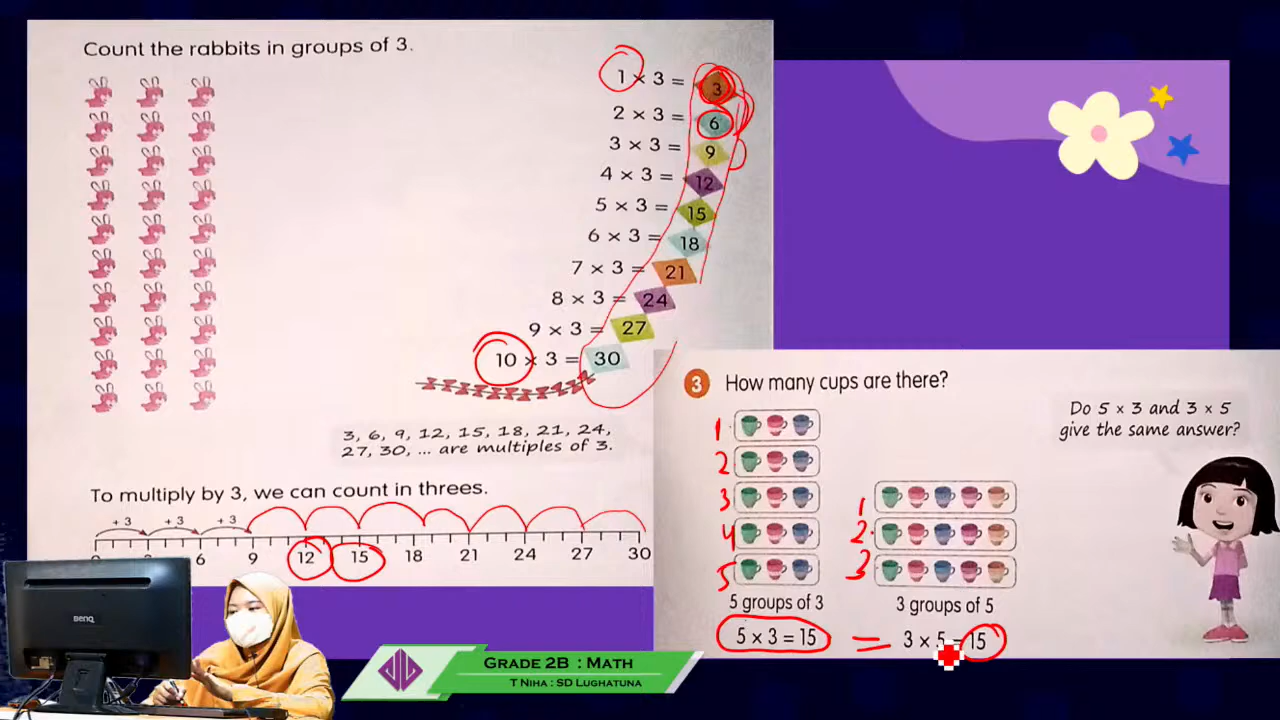 Count the rabbits in groups of 3.
1 × 3 = 3
2 × 3 = 6
3 × 3 = 9
4 × 3 = 12
5 × 3 = 15
6 × 3 = 18
7 × 3 = 21
8 × 3 = 24
9 × 3 = 27
10 × 3 = 30
3, 6, 9, 12, 15, 18, 21, 24,
27, 30, ... are multiples of 3.
To multiply by 3, we can count in threes.
+3 +3 +3
6 9 12 15 18 21 24 27 30
3 How many cups are there?
Do 5 × 3 and 3 × 5
give the same answer?
1
2
3
4
5
1
2
3
5 groups of 3
3 groups of 5
5 × 3 = 15 = 3 × 5 = 15
BenQ
GRADE 2B : MATH
T NIHA : SD LUGHATUNA